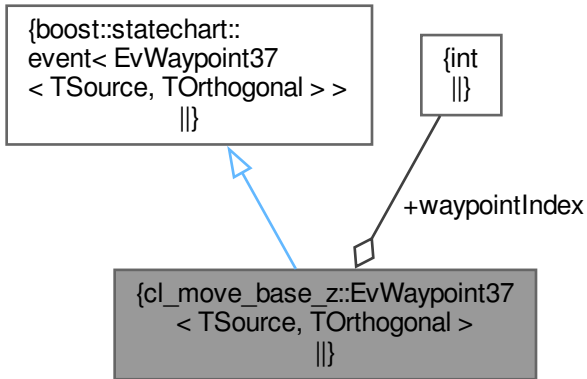 {boost::statechart::
event< EvWaypoint37
< TSource, TOrthogonal > >
||}
{int
||}
+waypointIndex
{cl_move_base_z::EvWaypoint37
< TSource, TOrthogonal >
||}